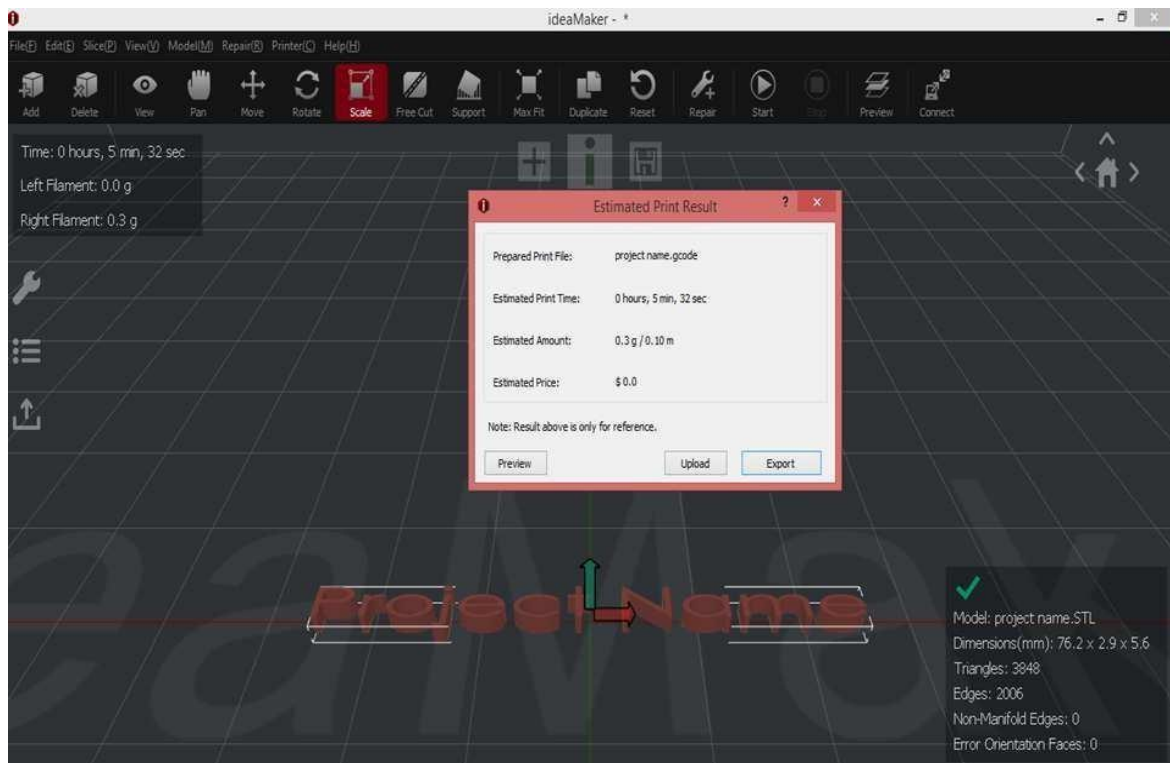 ideaMaker - *
File(F) Edit(E) Slice(P) View(V) Model(M) Repair(R) Printer(C) Help(H)
Add Delete View Pan Move Rotate Scale Free Cut Support Max Fit Duplicate Reset Repair Start Stop Preview Connect
Time: 0 hours, 5 min, 32 sec
Left Filament: 0.0 g
Right Filament: 0.3 g
Estimated Print Result
Prepared Print File: project name.gcode
Estimated Print Time: 0 hours, 5 min, 32 sec
Estimated Amount: 0.3 g / 0.10 m
Estimated Price: $ 0.0
Note: Result above is only for reference.
Preview Upload Export
Project Name
Model: project name.STL
Dimensions(mm): 76.2 x 2.9 x 5.6
Triangles: 3848
Edges: 2006
Non-Manifold Edges: 0
Error Orientation Faces: 0